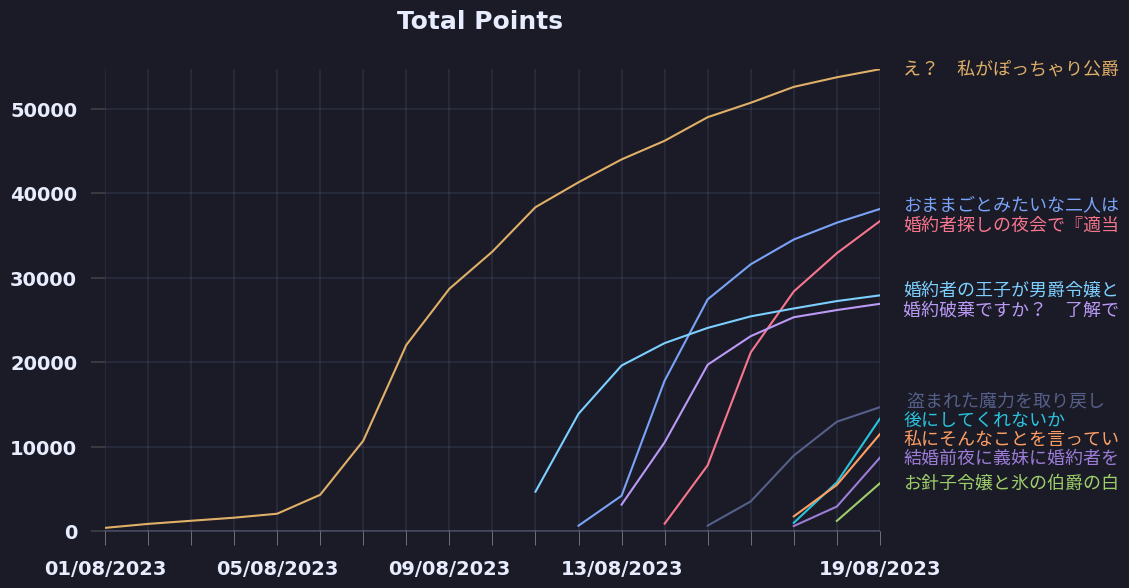 Total Points
え？　私がぽっちゃり公爵
50000
40000
おままごとみたいな二人は
婚約者探しの夜会で『適当
30000
婚約者の王子が男爵令嬢と
婚約破棄ですか？　了解で
20000
盗まれた魔力を取り戻し
後にしてくれないか
10000
私にそんなことを言ってい
結婚前夜に義妹に婚約者を
お針子令嬢と氷の伯爵の白
0
01/08/2023 05/08/2023 09/08/2023 13/08/2023 19/08/2023